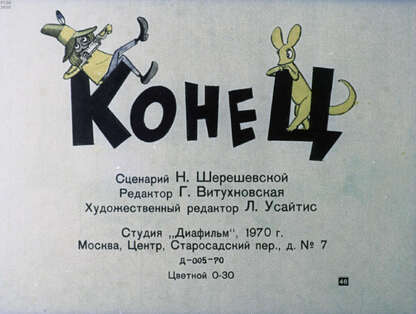 Конец
Сценарий Н. Шерешевской
Редактор Г. Витухновская
Художественный редактор Л. Усайтис
Студия „Диафильм“, 1970 г.
Москва, Центр, Старосадский пер., д. № 7
Д-005-70
Цветной 0-30
48